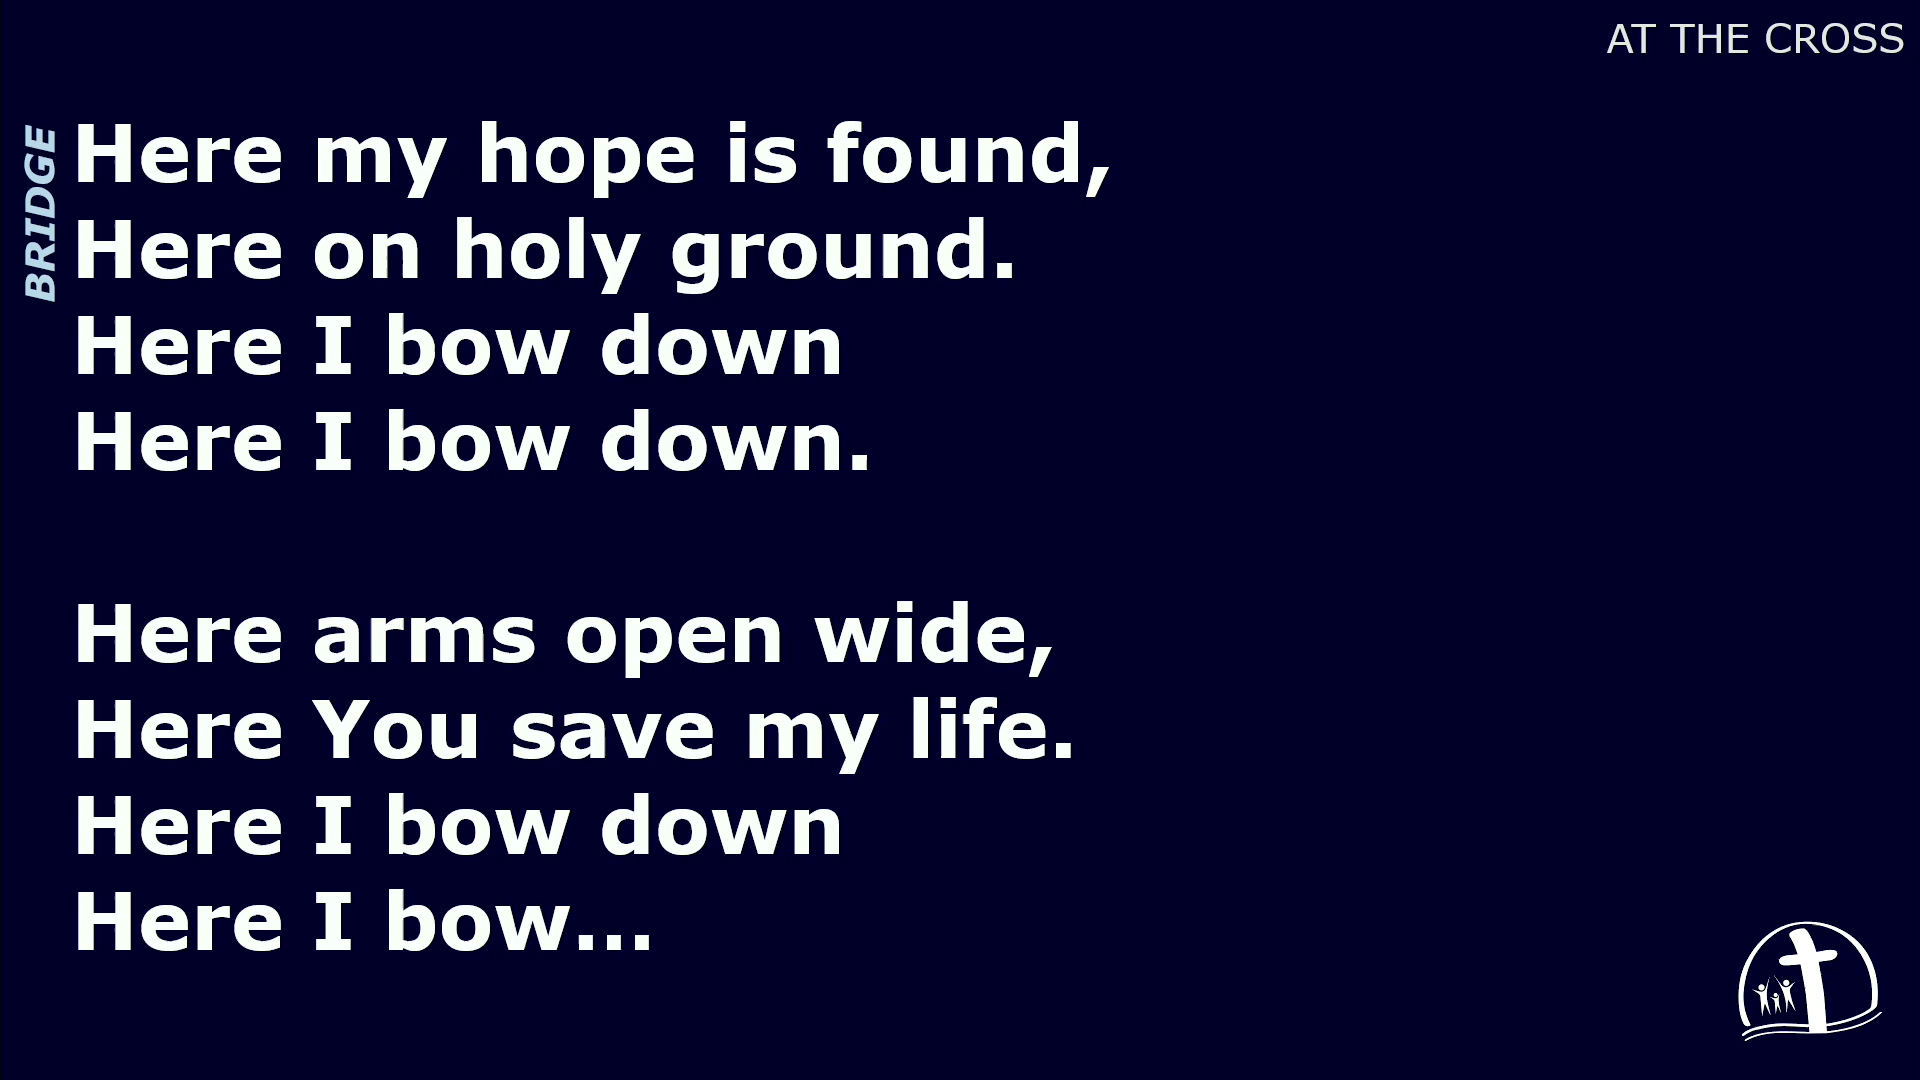 AT THE CROSS
BRIDGE
Here my hope is found,
Here on holy ground.
Here I bow down
Here I bow down.
Here arms open wide,
Here You save my life.
Here I bow down
Here I bow...